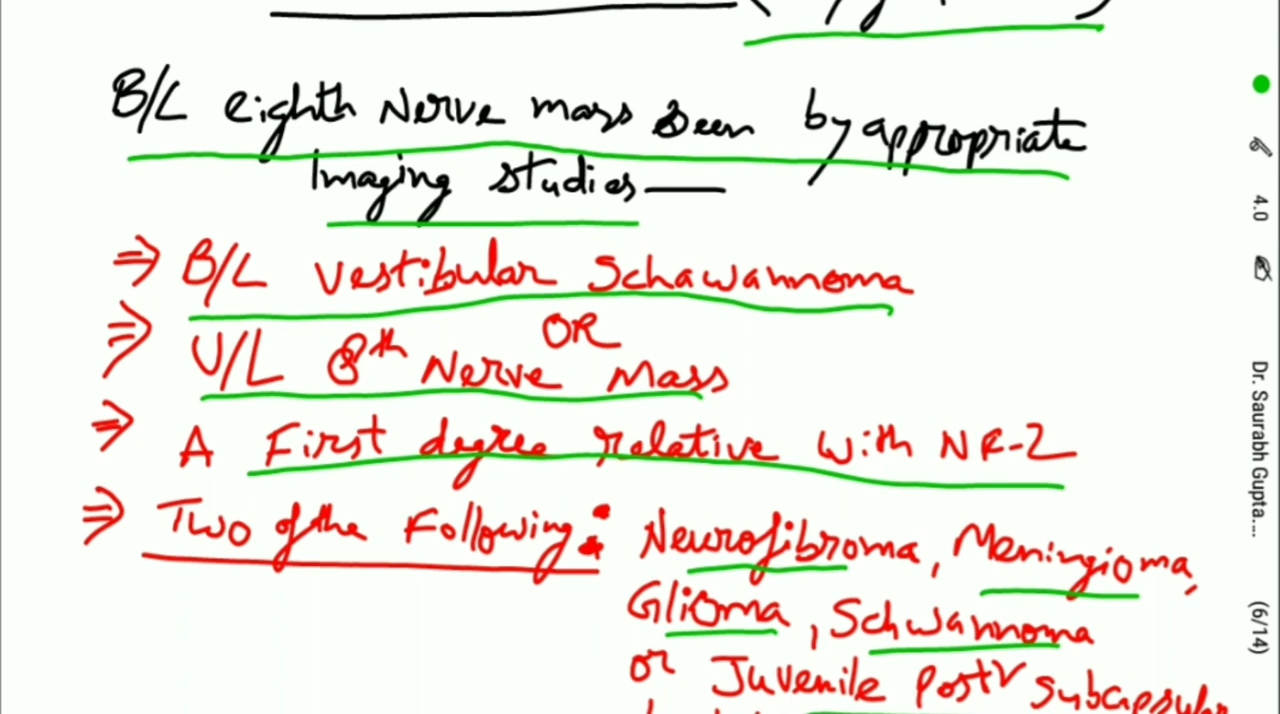 B/L eighth Nerve mass seen by appropriate
Imaging studies —
⇒ B/L Vestibular Schawannoma
OR
⇒ U/L 8th Nerve Mass
⇒ A First degree relative with NF-2
⇒ Two of the Following: Neurofibroma, Meningioma,
Glioma, Schwannoma
or Juvenile Postr Subcapsular
4.0
Dr. Saurabh Gupta....
(6/14)